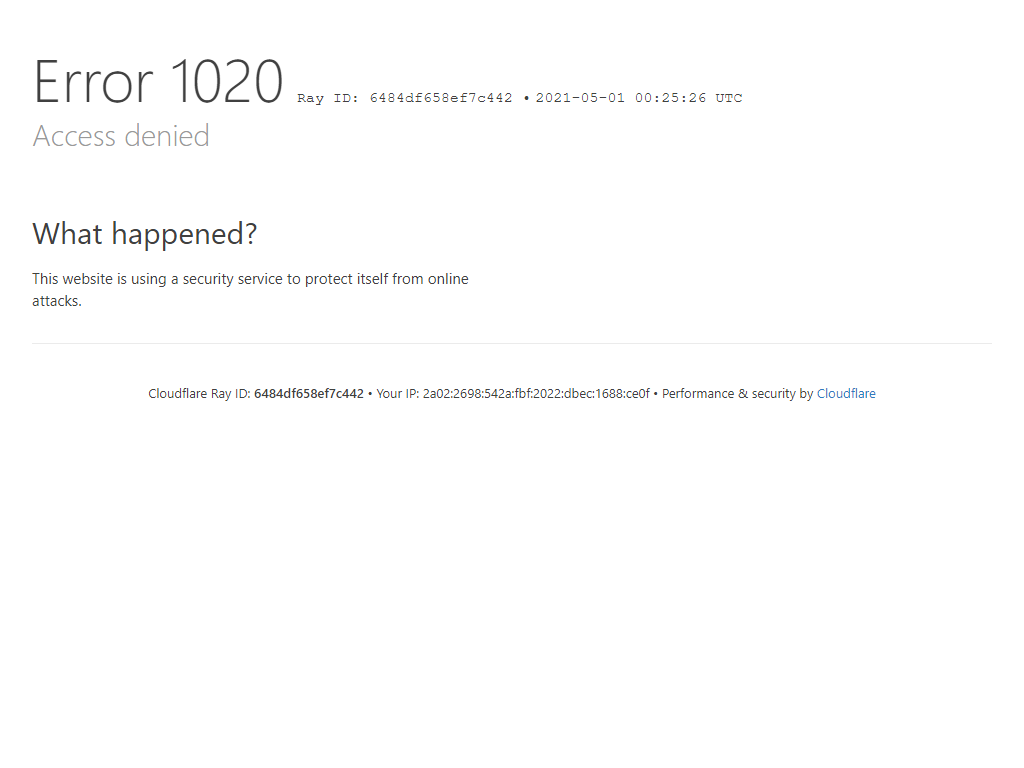 Error 1020 Ray ID: 6484df658ef7c442 • 2021-05-01 00:25:26 UTC
Access denied
What happened?
This website is using a security service to protect itself from online
attacks.
Cloudflare Ray ID: 6484df658ef7c442 • Your IP: 2a02:2698:542a:fbf:2022:dbec:1688:ce0f • Performance & security by Cloudflare